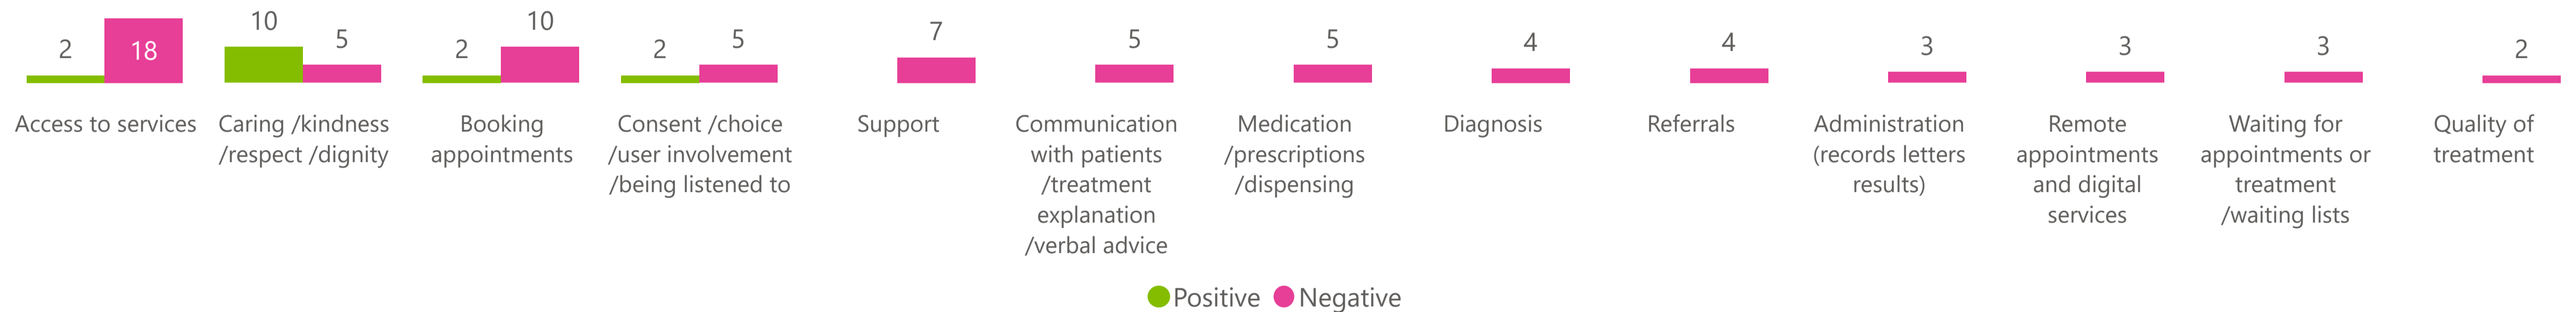 2 18 10 5 2 10 2 5 7 5 5 4 4 3 3 3 2
Access to services
Caring /kindness
/respect /dignity
Booking
appointments
Consent /choice
/user involvement
/being listened to
Support
Communication
with patients
/treatment
explanation
/verbal advice
Medication
/prescriptions
/dispensing
Diagnosis
Referrals
Administration
(records letters
results)
Remote
appointments
and digital
services
Waiting for
appointments or
treatment
/waiting lists
Quality of
treatment
Positive Negative